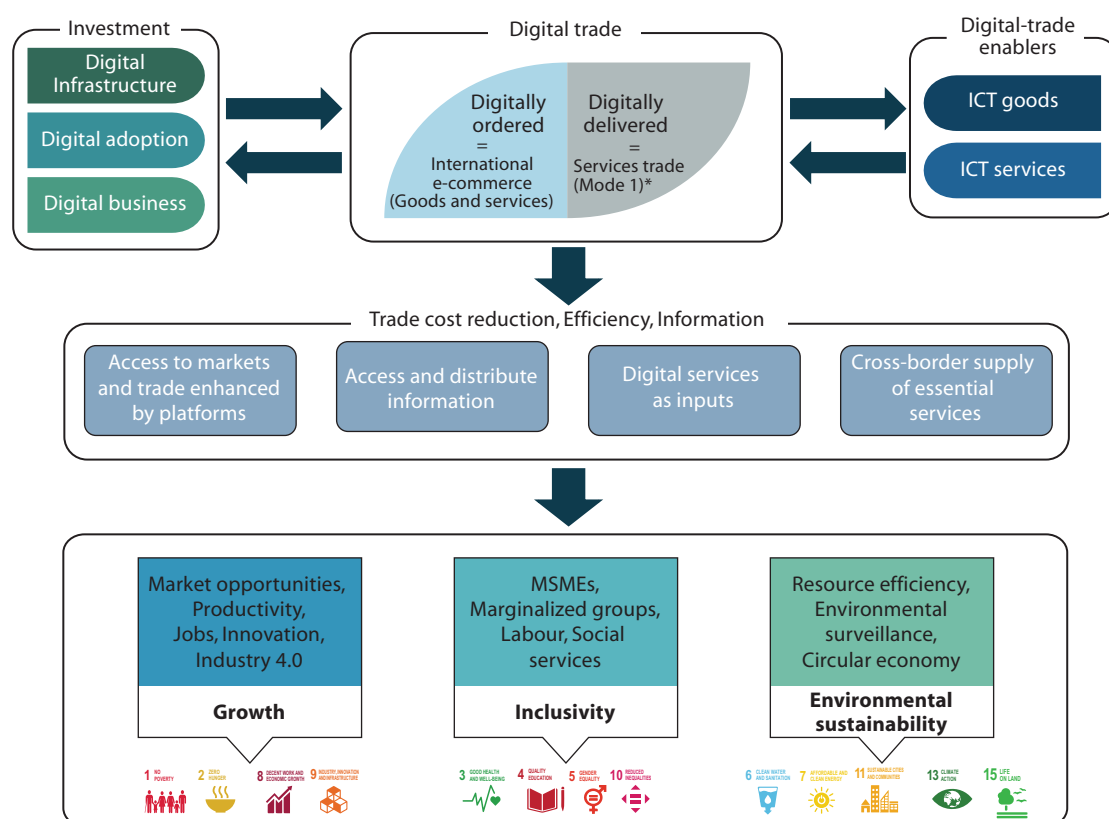 Investment
Digital
Infrastructure
Digital adoption
Digital business
Digital trade
Digitally
ordered
=
International
e-commerce
(Goods and services)
Digitally
delivered
=
Services trade
(Mode 1)*
Digital-trade
enablers
ICT goods
ICT services
Trade cost reduction, Efficiency, Information
Access to markets
and trade enhanced
by platforms
Access and distribute
information
Digital services
as inputs
Cross-border supply
of essential
services
Market opportunities,
Productivity,
Jobs, Innovation,
Industry 4.0
Growth
MSMEs,
Marginalized groups,
Labour, Social
services
Inclusivity
Resource efficiency,
Environmental
surveillance,
Circular economy
Environmental
sustainability
1 NO
POVERTY
2 ZERO
HUNGER
8 DECENT WORK AND
ECONOMIC GROWTH
9 INDUSTRY, INNOVATION
AND INFRASTRUCTURE
3 GOOD HEALTH
AND WELL-BEING
4 QUALITY
EDUCATION
5 GENDER
EQUALITY
10 REDUCED
INEQUALITIES
6 CLEAN WATER
AND SANITATION
7 AFFORDABLE AND
CLEAN ENERGY
11 SUSTAINABLE CITIES
AND COMMUNITIES
13 CLIMATE
ACTION
15 LIFE
ON LAND